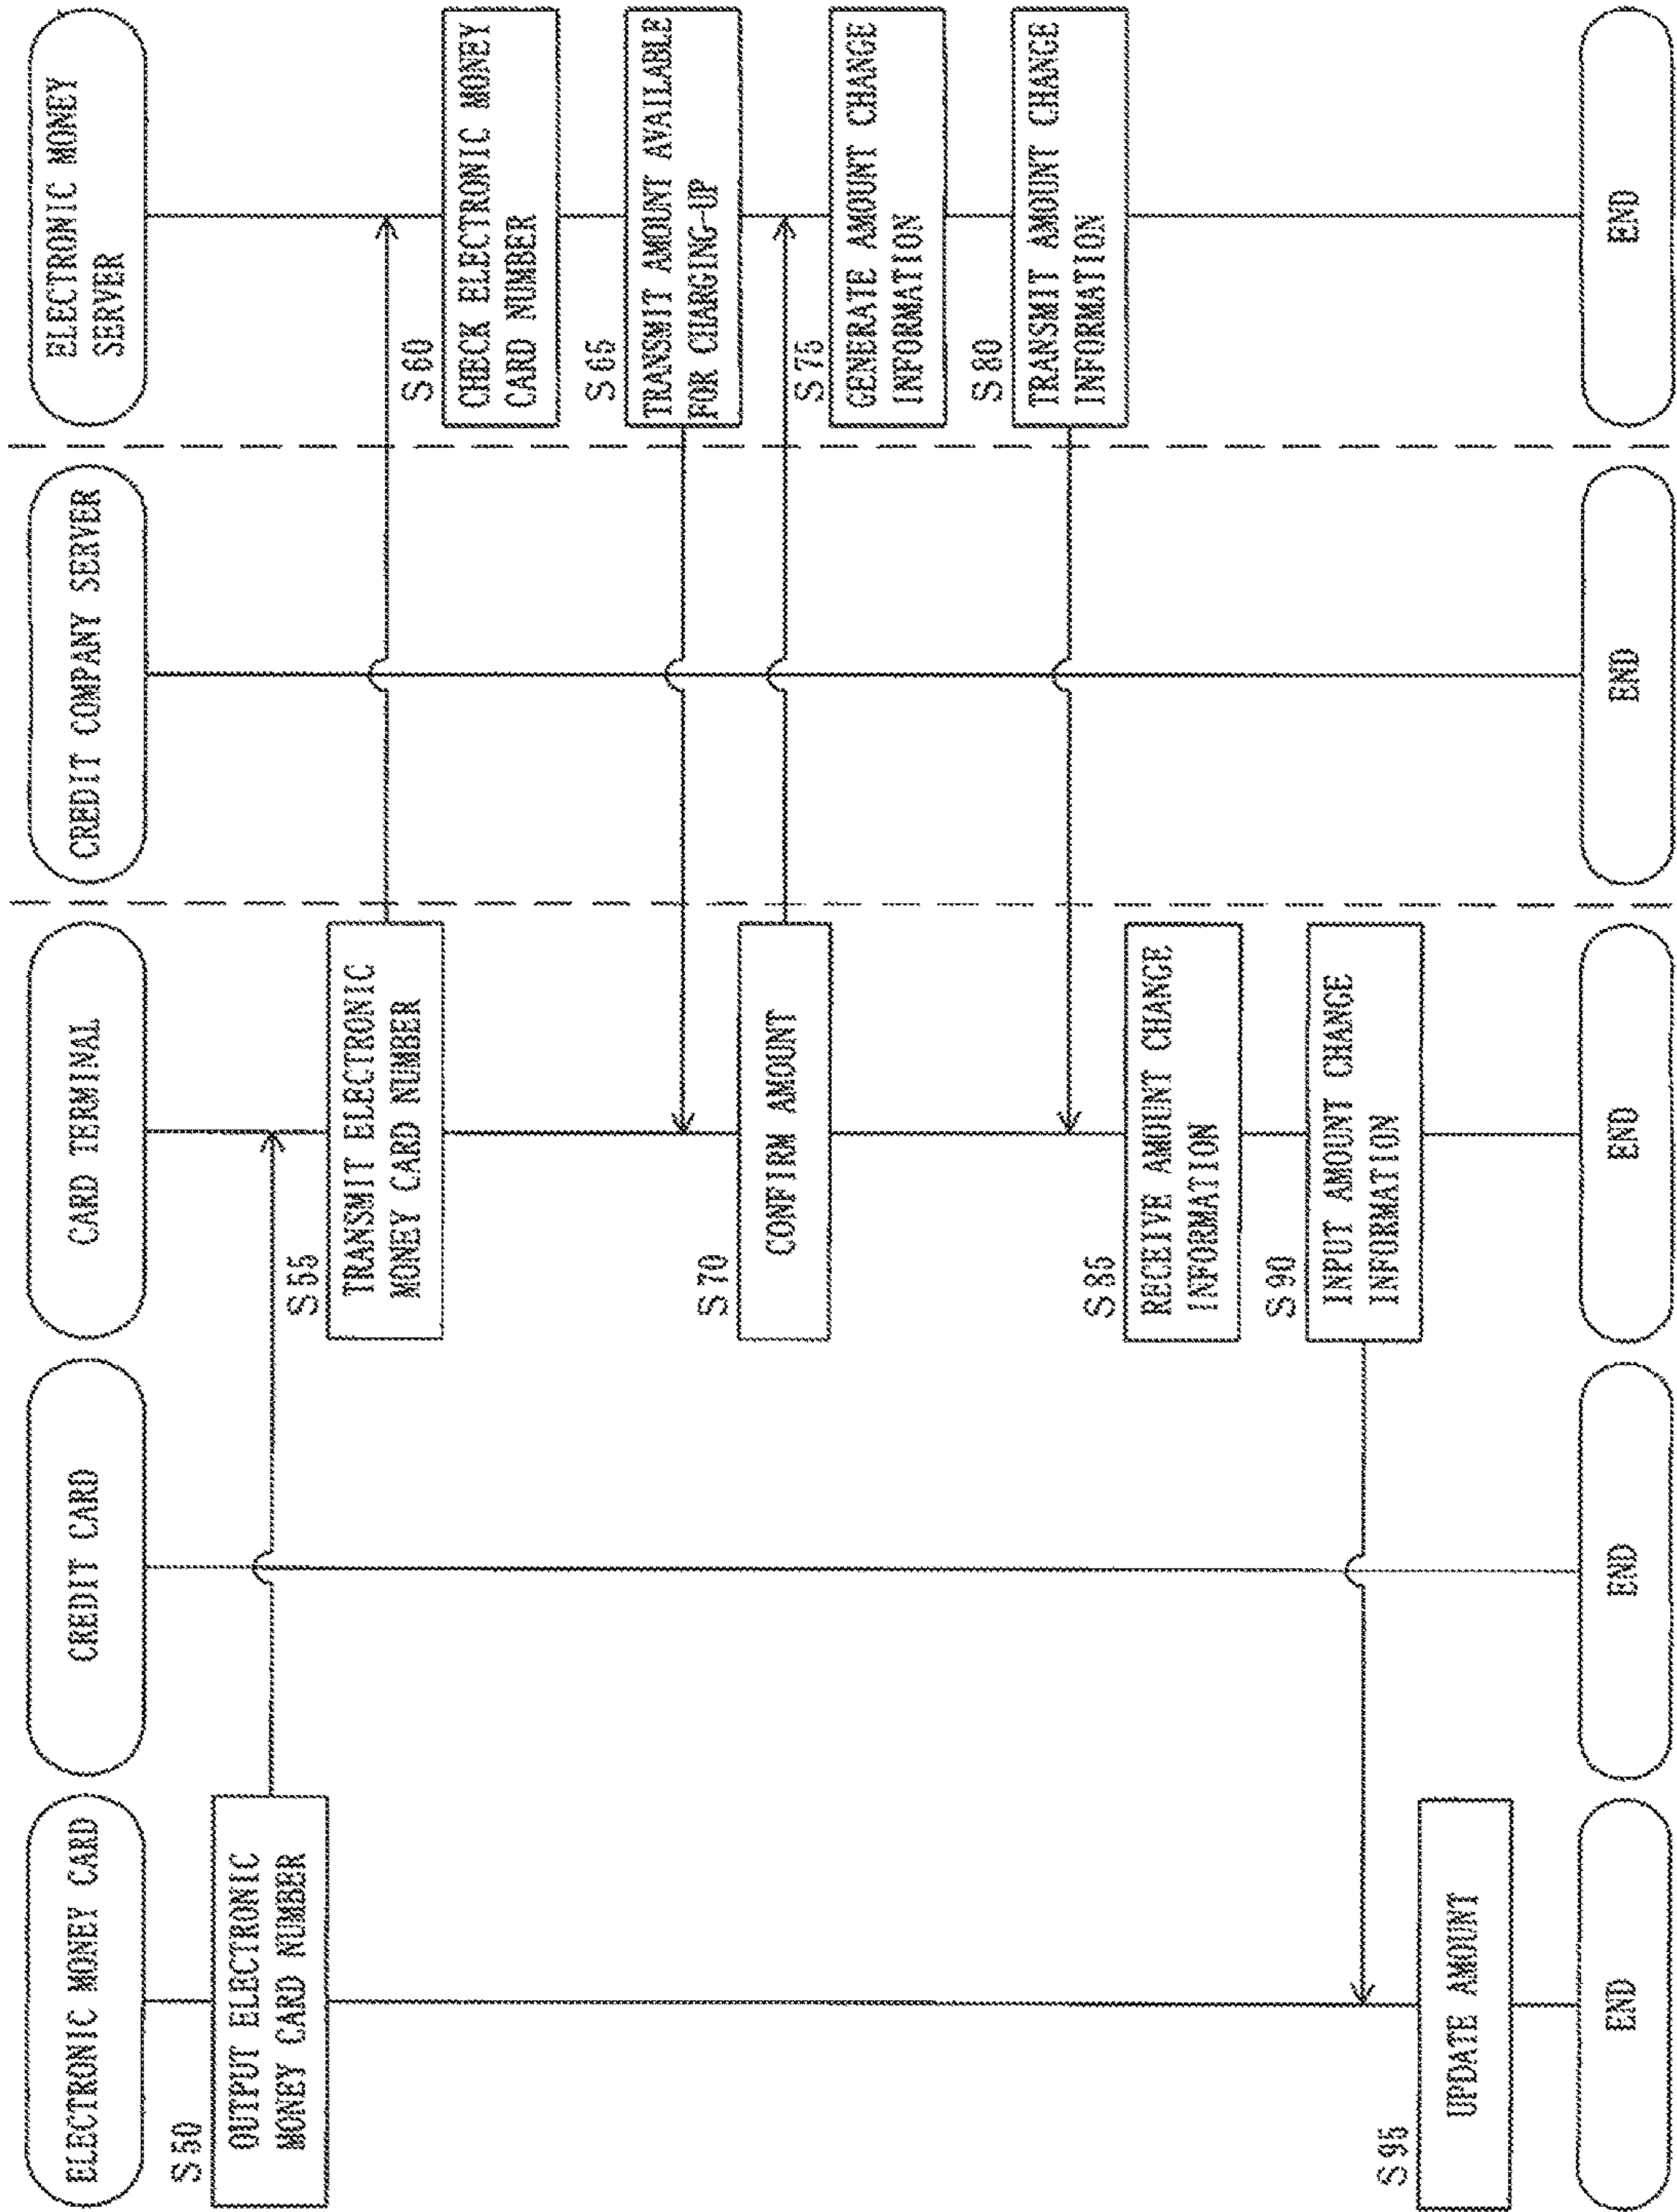 ELECTRONIC MONEY CARD
CREDIT CARD
CARD TERMINAL
CREDIT COMPANY SERVER
ELECTRONIC MONEY
SERVER
S50
OUTPUT ELECTRONIC
MONEY CARD NUMBER
S55
TRANSMIT ELECTRONIC
MONEY CARD NUMBER
S60
CHECK ELECTRONIC MONEY
CARD NUMBER
S65
TRANSMIT AMOUNT AVAILABLE
FOR CHARGING-UP
S70
CONFIRM AMOUNT
S75
GENERATE AMOUNT CHANGE
INFORMATION
S80
TRANSMIT AMOUNT CHANGE
INFORMATION
S85
RECEIVE AMOUNT CHANGE
INFORMATION
S90
INPUT AMOUNT CHANGE
INFORMATION
S95
UPDATE AMOUNT
END
END
END
END
END